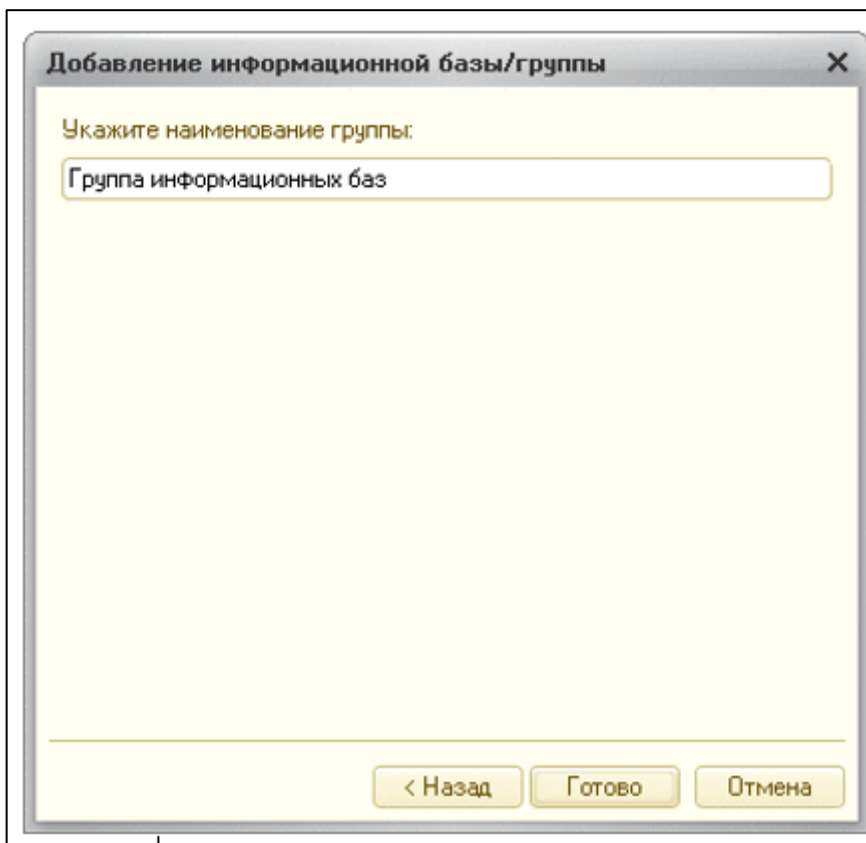 Добавление информационной базы/группы
Укажите наименование группы:
Группа информационных баз
< Назад Готово Отмена